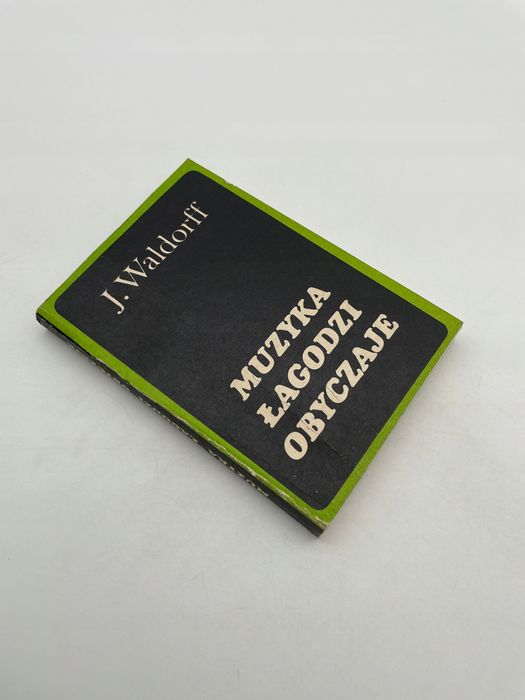 J. Waldorff
MUZYKA
ŁAGODZI
OBYCZAJE